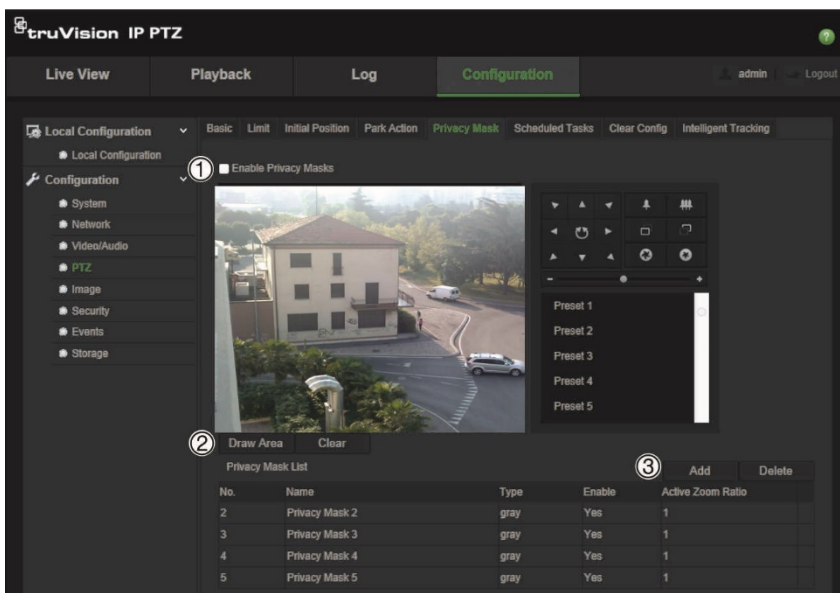 truVision IP PTZ
?
Live View Playback Log Configuration admin Logout
Local Configuration
Basic Limit Initial Position Park Action Privacy Mask Scheduled Tasks Clear Config Intelligent Tracking
Local Configuration
① Enable Privacy Masks
Configuration
System
Network
Video/Audio
PTZ
Image
Security
Events
Storage
- +
Preset 1
Preset 2
Preset 3
Preset 4
Preset 5
② Draw Area Clear
Privacy Mask List ③ Add Delete
No. Name Type Enable Active Zoom Ratio
2 Privacy Mask 2 gray Yes 1
3 Privacy Mask 3 gray Yes 1
4 Privacy Mask 4 gray Yes 1
5 Privacy Mask 5 gray Yes 1